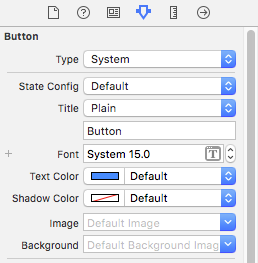 Button
Type System
State Config Default
Title Plain
Button
+ Font System 15.0 T
Text Color Default
Shadow Color Default
Image Default Image
Background Default Background Imag